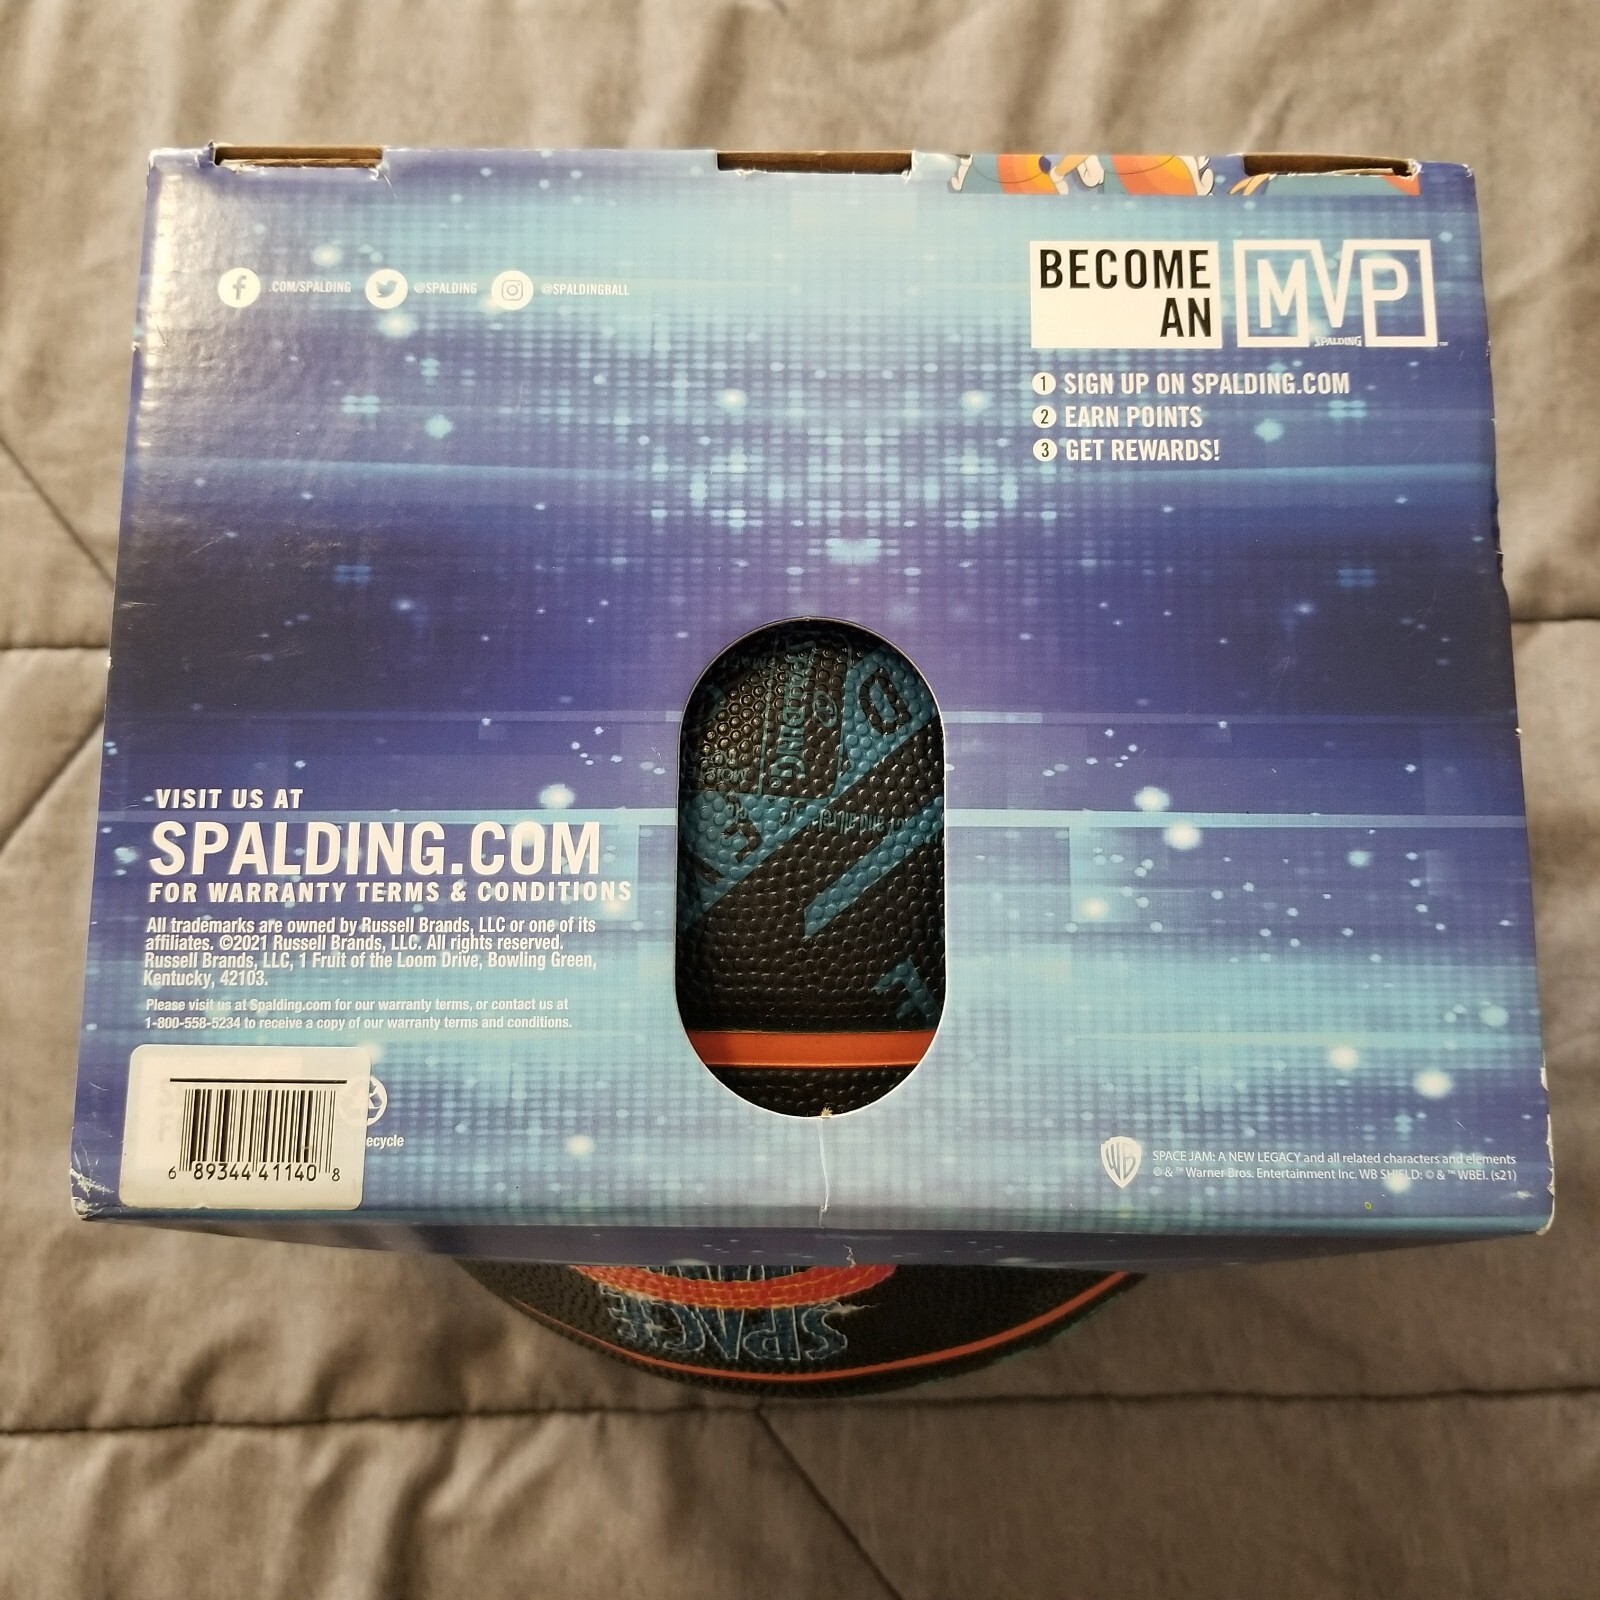 .COM/SPALDING @SPALDING @SPALDINGBALL
BECOME
AN
MVP
SPALDING
1 SIGN UP ON SPALDING.COM
2 EARN POINTS
3 GET REWARDS!
SPALDING
D
VISIT US AT
SPALDING.COM
FOR WARRANTY TERMS & CONDITIONS
All trademarks are owned by Russell Brands, LLC or one of its
affiliates. ©2021 Russell Brands, LLC. All rights reserved.
Russell Brands, LLC, 1 Fruit of the Loom Drive, Bowling Green,
Kentucky, 42103.
Please visit us at Spalding.com for our warranty terms, or contact us at
1-800-558-5234 to receive a copy of our warranty terms and conditions.
ecycle
6 89344 41140 8
WB
SPACE JAM: A NEW LEGACY and all related characters and elements
© & ™ Warner Bros. Entertainment Inc. WB SHIELD: © & ™ WBEI. (s21)
SPACE